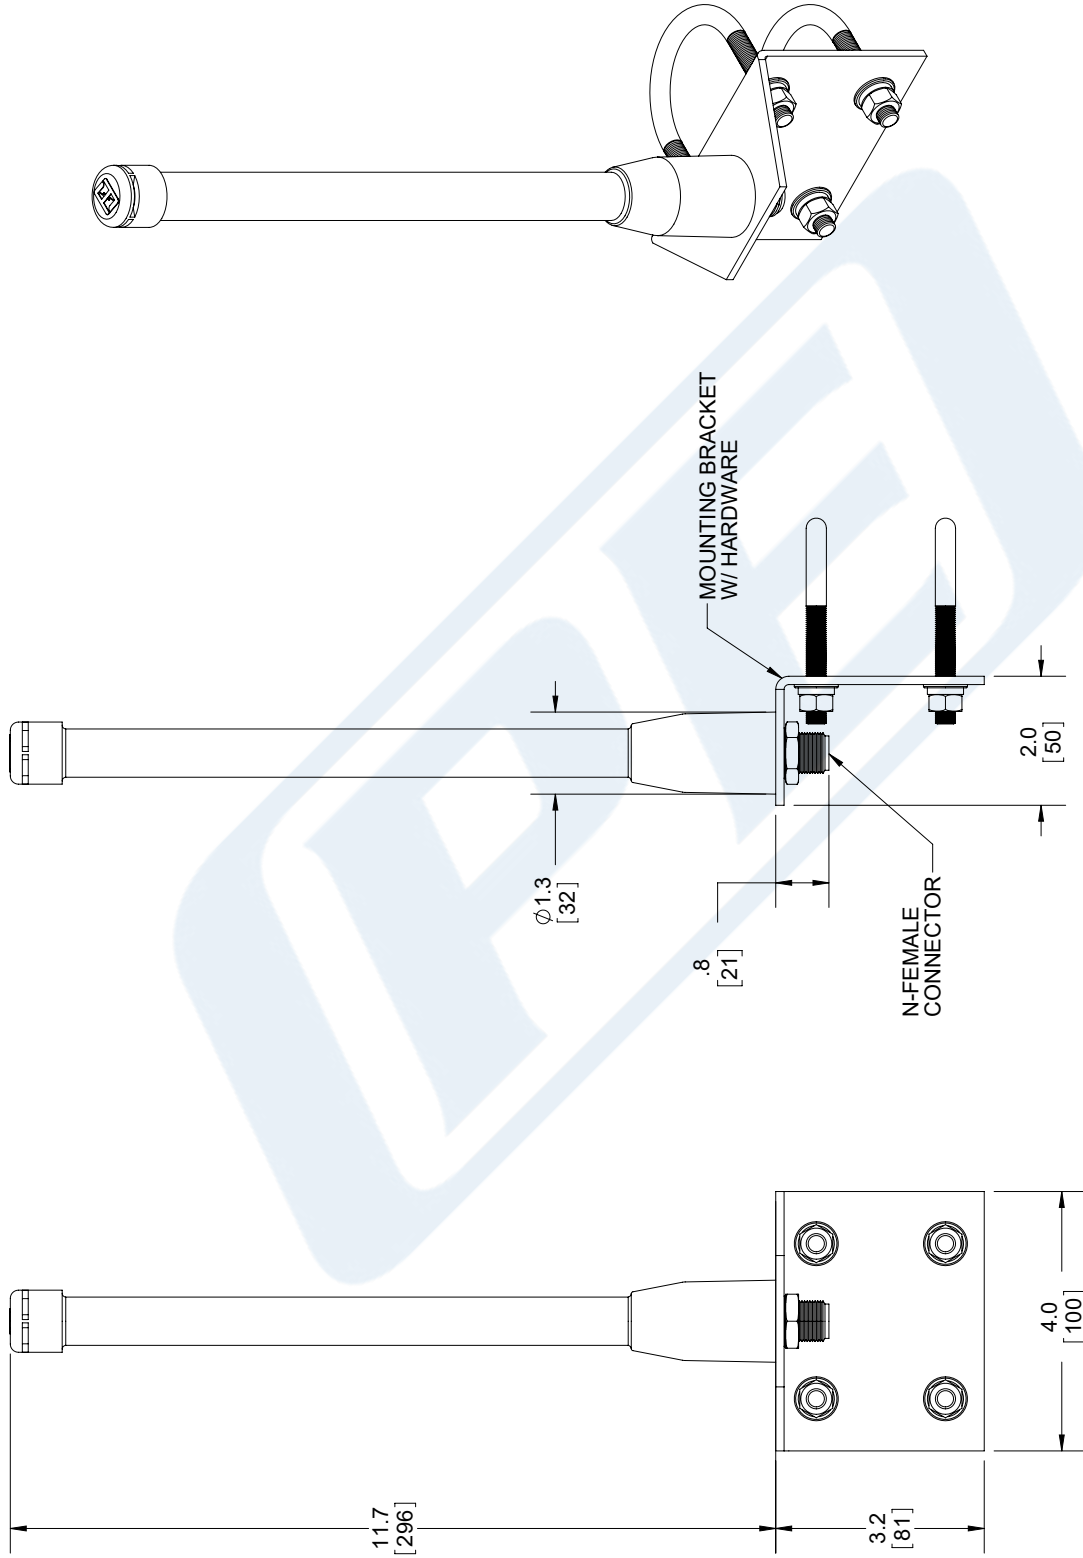 MOUNTING BRACKET
W/ HARDWARE
⌀1.3
[32]
.8
[21]
2.0
[50]
N-FEMALE
CONNECTOR
11.7
[296]
3.2
[81]
4.0
[100]
PE